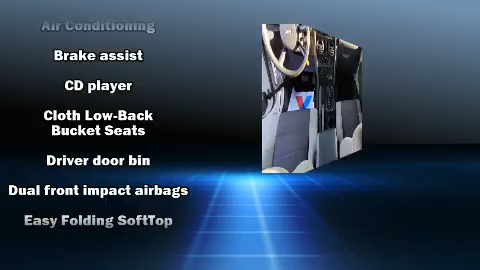 Air Conditioning
Brake assist
CD player
Cloth Low-Back
Bucket Seats
Driver door bin
Dual front impact airbags
Easy Folding SoftTop